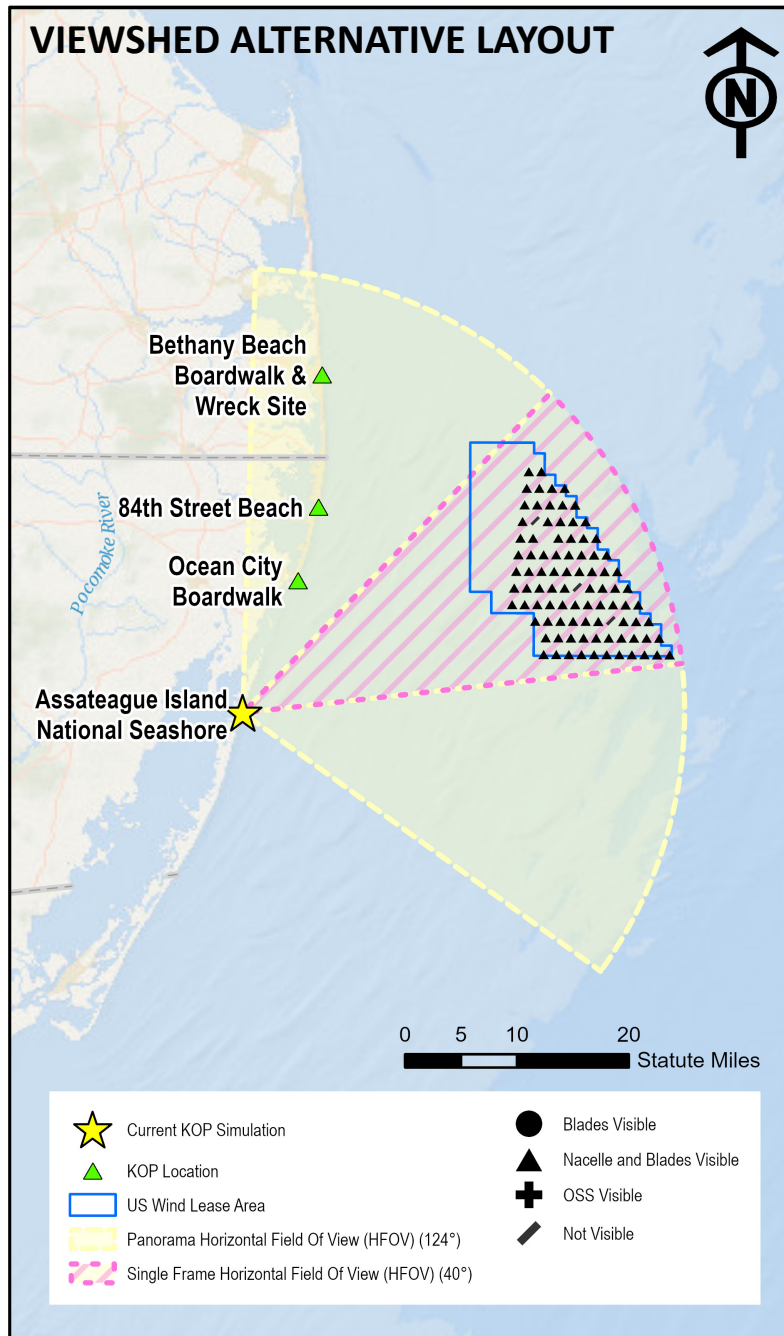 VIEWSHED ALTERNATIVE LAYOUT
N
Bethany Beach
Boardwalk &
Wreck Site
84th Street Beach
Pocomoke River
Ocean City
Boardwalk
Assateague Island
National Seashore
0 5 10 20
Statute Miles
Current KOP Simulation
KOP Location
US Wind Lease Area
Panorama Horizontal Field Of View (HFOV) (124°)
Single Frame Horizontal Field Of View (HFOV) (40°)
Blades Visible
Nacelle and Blades Visible
OSS Visible
Not Visible